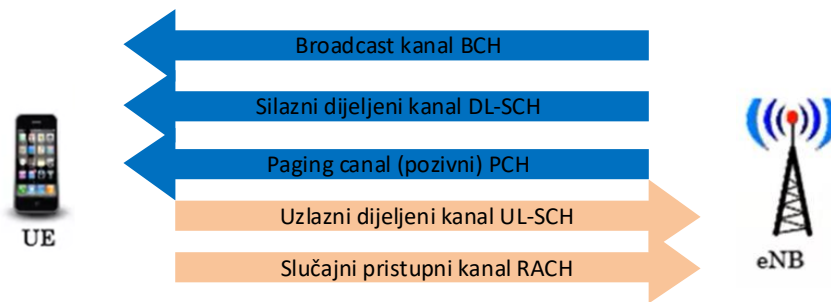 Broadcast kanal BCH
Silazni dijeljeni kanal DL-SCH
Paging canal (pozivni) PCH
Uzlazni dijeljeni kanal UL-SCH
Slučajni pristupni kanal RACH
UE
eNB